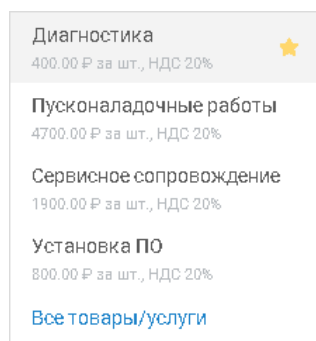 Диагностика
400.00 ₽ за шт., НДС 20%
Пусконаладочные работы
4700.00 ₽ за шт., НДС 20%
Сервисное сопровождение
1900.00 ₽ за шт., НДС 20%
Установка ПО
800.00 ₽ за шт., НДС 20%
Все товары/услуги